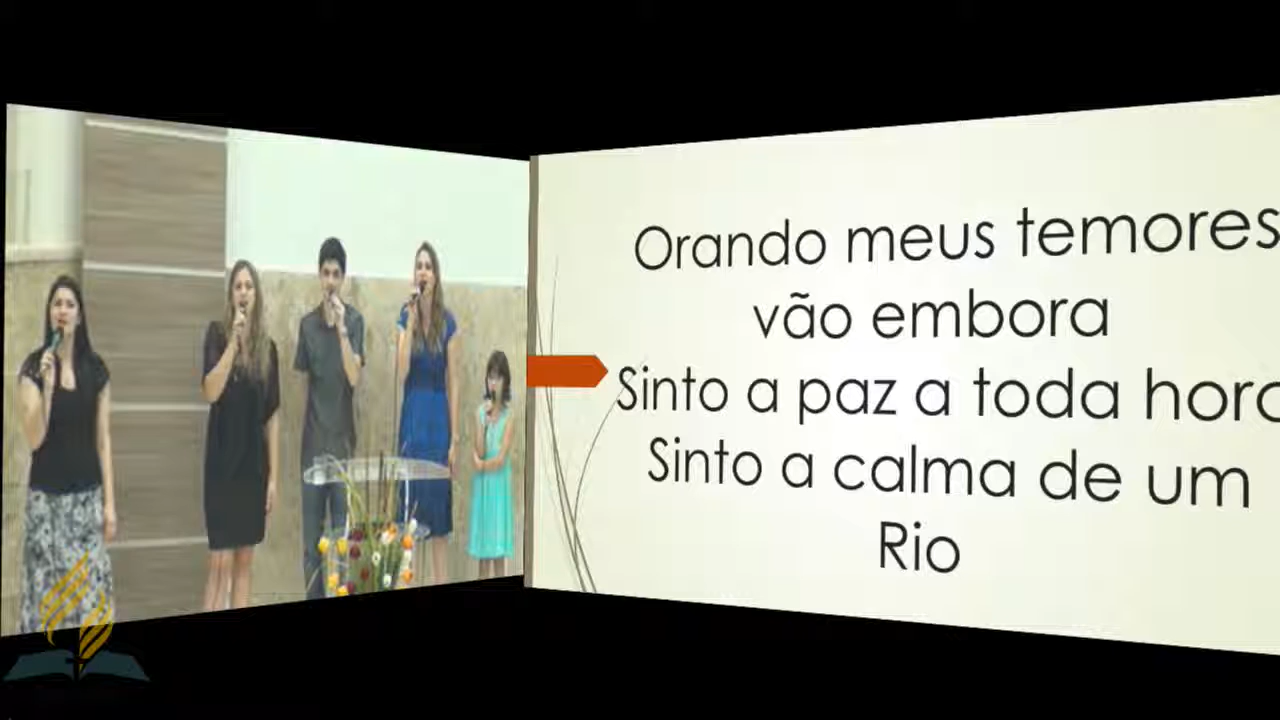 Orando meus temores
vão embora
Sinto a paz a toda hora
Sinto a calma de um
Rio